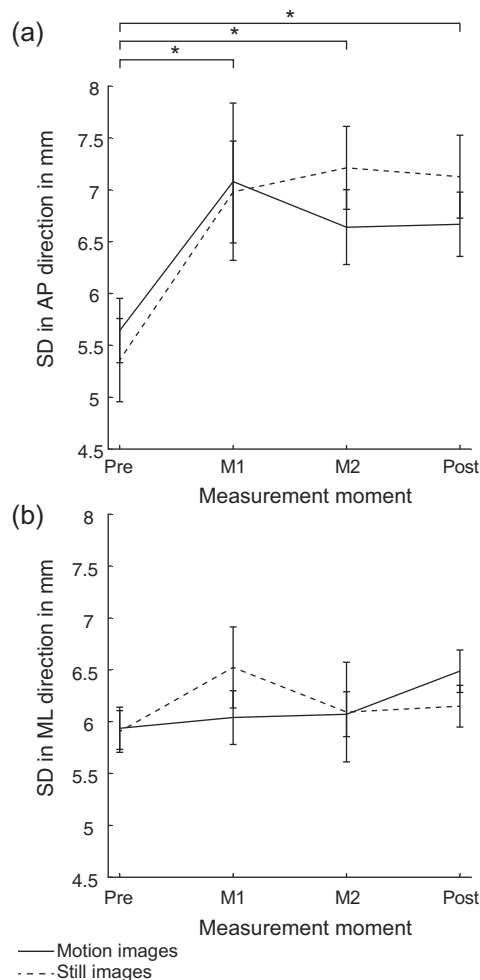 (a)
*
*
*
8
7.5
7
6.5
6
5.5
5
4.5
SD in AP direction in mm
Pre M1 M2 Post
Measurement moment
(b)
8
7.5
7
6.5
6
5.5
5
4.5
SD in ML direction in mm
Pre M1 M2 Post
Measurement moment
Motion images
Still images